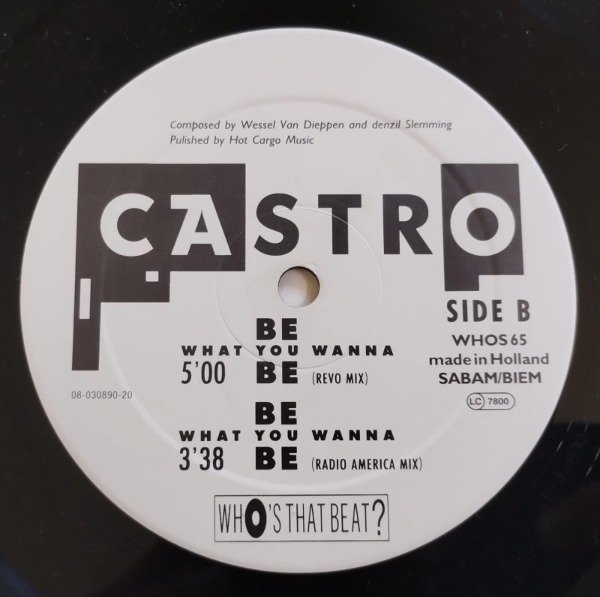 Composed by Wessel Van Dieppen and denzil Slemming
Pulished by Hot Cargo Music
CASTRO
SIDE B
WHOS 65
made in Holland
SABAM/BIEM
LC 7800
08-030890-20
BE
WHAT YOU WANNA
5'00 BE (REVO MIX)
BE
WHAT YOU WANNA
3'38 BE (RADIO AMERICA MIX)
WHO'S THAT BEAT?